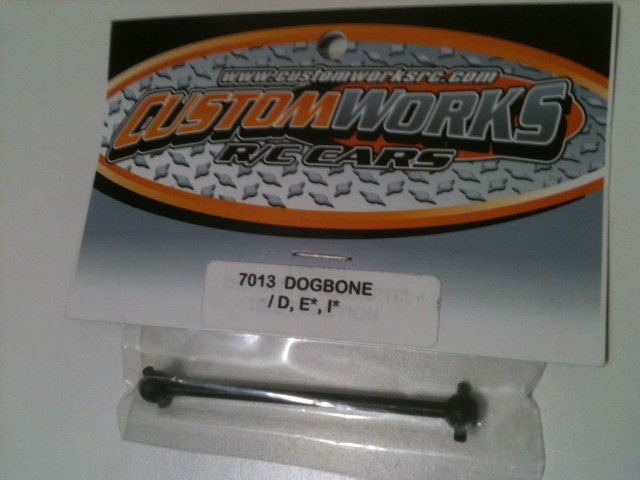 www.customworksrc.com
CUSTOMWORKS
R/C CARS
7013 DOGBONE
/ D, E*, I*